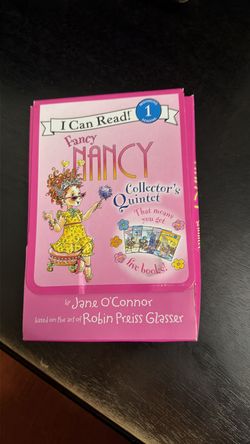 I Can Read!
1
Fancy
NANCY
Collector's
Quintet
That means
you get
five books!
by Jane O'Connor
based on the art of Robin Preiss Glasser